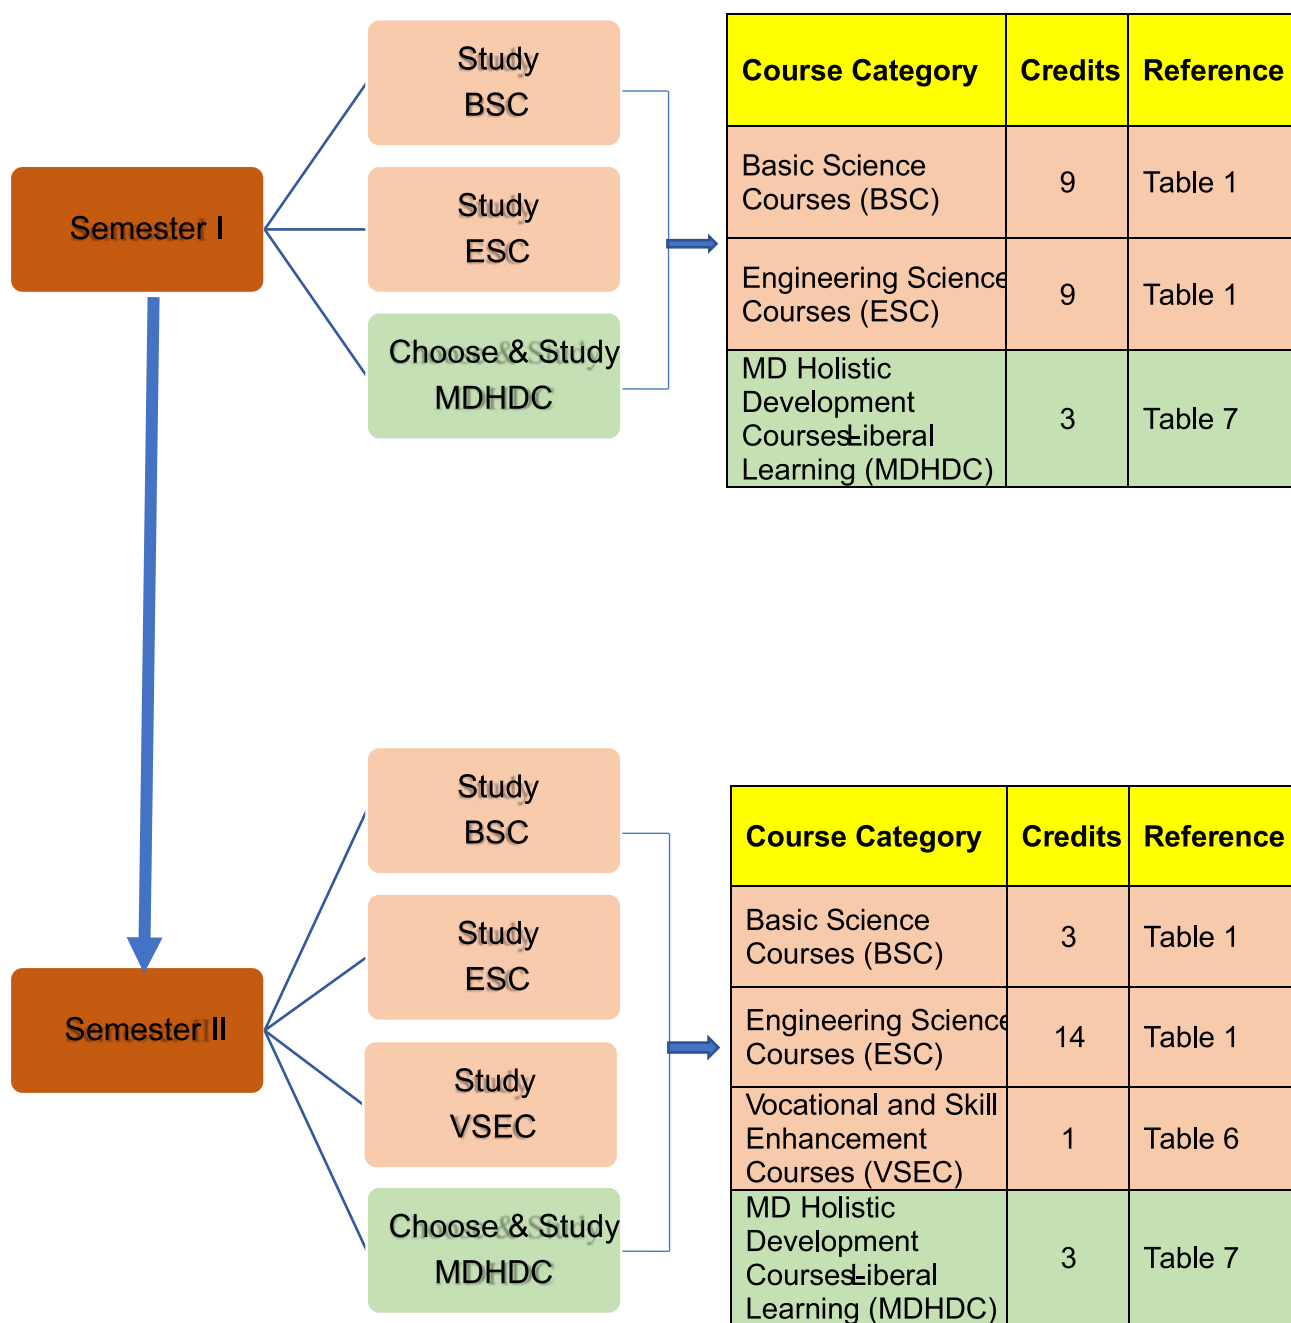 Semester I
Study
BSC
Study
ESC
Choose & Study
MDHDC
Course Category Credits Reference
Basic Science
Courses (BSC) 9 Table 1
Engineering Science
Courses (ESC) 9 Table 1
MD Holistic
Development
Courses-Liberal
Learning (MDHDC) 3 Table 7
Semester II
Study
BSC
Study
ESC
Study
VSEC
Choose & Study
MDHDC
Course Category Credits Reference
Basic Science
Courses (BSC) 3 Table 1
Engineering Science
Courses (ESC) 14 Table 1
Vocational and Skill
Enhancement
Courses (VSEC) 1 Table 6
MD Holistic
Development
Courses-Liberal
Learning (MDHDC) 3 Table 7